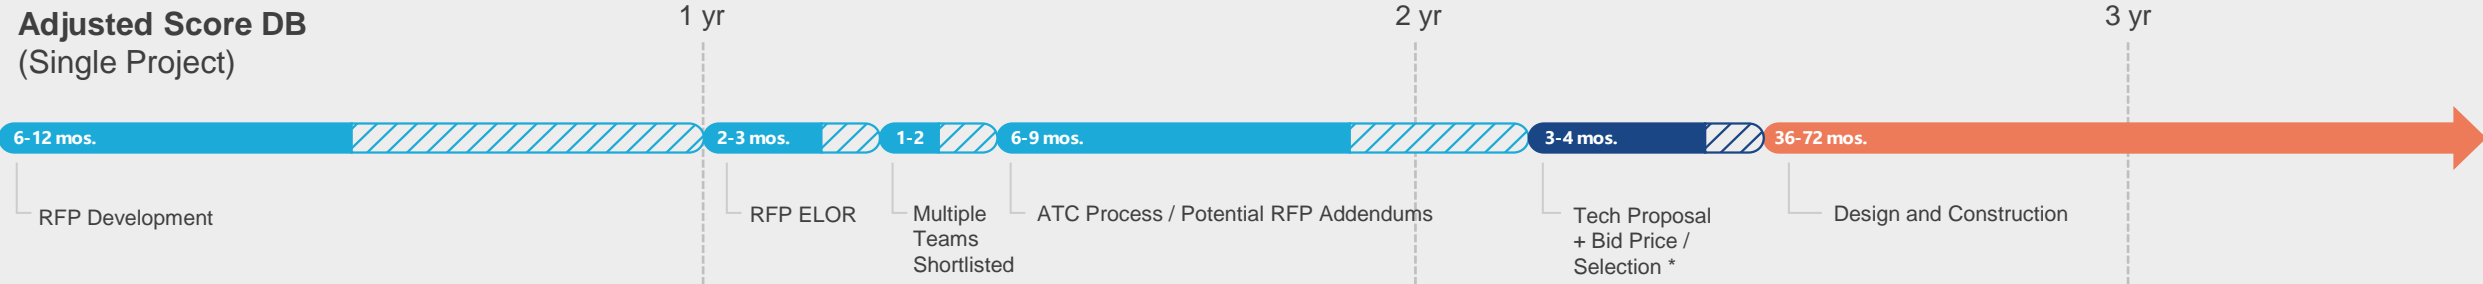 Adjusted Score DB
(Single Project)
1 yr
2 yr
3 yr
6-12 mos.
2-3 mos.
1-2
6-9 mos.
3-4 mos.
36-72 mos.
RFP Development
RFP ELOR
Multiple
Teams
Shortlisted
ATC Process / Potential RFP Addendums
Tech Proposal
+ Bid Price /
Selection *
Design and Construction